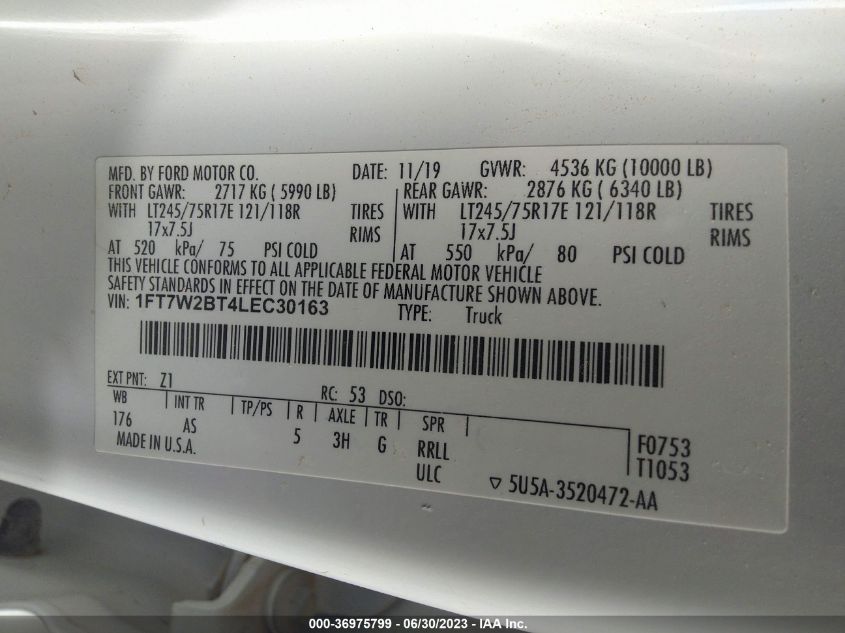 MFD. BY FORD MOTOR CO. DATE: 11/19 GVWR: 4536 KG (10000 LB)
FRONT GAWR: 2717 KG ( 5990 LB) REAR GAWR: 2876 KG ( 6340 LB)
WITH LT245/75R17E 121/118R TIRES WITH LT245/75R17E 121/118R TIRES
17x7.5J RIMS 17x7.5J RIMS
AT 520 kPa/ 75 PSI COLD AT 550 kPa/ 80 PSI COLD
THIS VEHICLE CONFORMS TO ALL APPLICABLE FEDERAL MOTOR VEHICLE
SAFETY STANDARDS IN EFFECT ON THE DATE OF MANUFACTURE SHOWN ABOVE.
VIN: 1FT7W2BT4LEC30163 TYPE: Truck
EXT PNT: Z1 RC: 53 DSO:
WB INT TR TP/PS R AXLE TR SPR
176 AS 5 3H G RRLL F0753
MADE IN U.S.A. ULC T1053
5U5A-3520472-AA
000-36975799 - 06/30/2023 - IAA Inc.